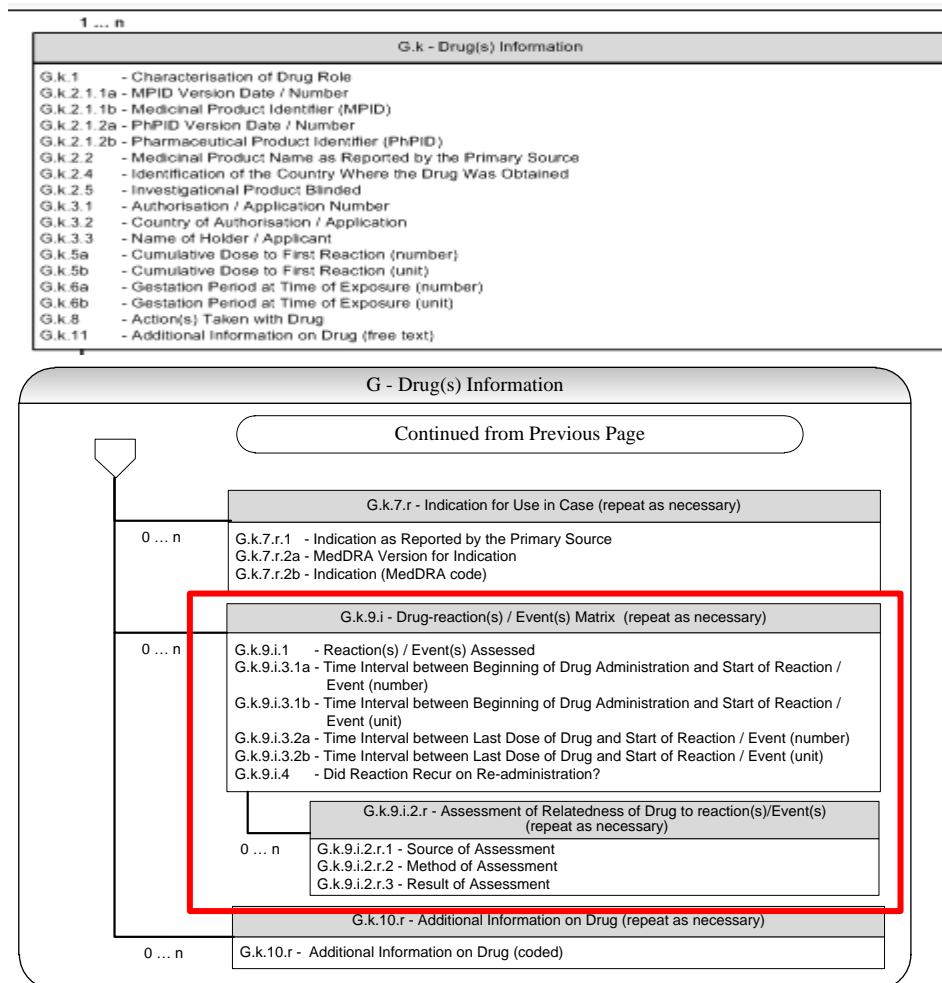 1 ... n
G.k - Drug(s) Information
G.k.1 - Characterisation of Drug Role
G.k.2.1.1a - MPID Version Date / Number
G.k.2.1.1b - Medicinal Product Identifier (MPID)
G.k.2.1.2a - PhPID Version Date / Number
G.k.2.1.2b - Pharmaceutical Product Identifier (PhPID)
G.k.2.2 - Medicinal Product Name as Reported by the Primary Source
G.k.2.4 - Identification of the Country Where the Drug Was Obtained
G.k.2.5 - Investigational Product Blinded
G.k.3.1 - Authorisation / Application Number
G.k.3.2 - Country of Authorisation / Application
G.k.3.3 - Name of Holder / Applicant
G.k.5a - Cumulative Dose to First Reaction (number)
G.k.5b - Cumulative Dose to First Reaction (unit)
G.k.6a - Gestation Period at Time of Exposure (number)
G.k.6b - Gestation Period at Time of Exposure (unit)
G.k.8 - Action(s) Taken with Drug
G.k.11 - Additional Information on Drug (free text)
G - Drug(s) Information
Continued from Previous Page
G.k.7.r - Indication for Use in Case (repeat as necessary)
0 ... n
G.k.7.r.1 - Indication as Reported by the Primary Source
G.k.7.r.2a - MedDRA Version for Indication
G.k.7.r.2b - Indication (MedDRA code)
G.k.9.i - Drug-reaction(s) / Event(s) Matrix (repeat as necessary)
0 ... n
G.k.9.i.1 - Reaction(s) / Event(s) Assessed
G.k.9.i.3.1a - Time Interval between Beginning of Drug Administration and Start of Reaction /
Event (number)
G.k.9.i.3.1b - Time Interval between Beginning of Drug Administration and Start of Reaction /
Event (unit)
G.k.9.i.3.2a - Time Interval between Last Dose of Drug and Start of Reaction / Event (number)
G.k.9.i.3.2b - Time Interval between Last Dose of Drug and Start of Reaction / Event (unit)
G.k.9.i.4 - Did Reaction Recur on Re-administration?
G.k.9.i.2.r - Assessment of Relatedness of Drug to reaction(s)/Event(s)
(repeat as necessary)
0 ... n
G.k.9.i.2.r.1 - Source of Assessment
G.k.9.i.2.r.2 - Method of Assessment
G.k.9.i.2.r.3 - Result of Assessment
G.k.10.r - Additional Information on Drug (repeat as necessary)
0 ... n
G.k.10.r - Additional Information on Drug (coded)